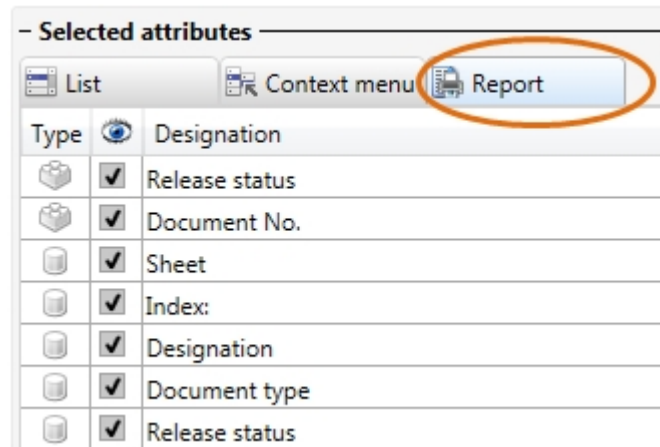 – Selected attributes
List Context menu Report
Type Designation
Release status
Document No.
Sheet
Index:
Designation
Document type
Release status